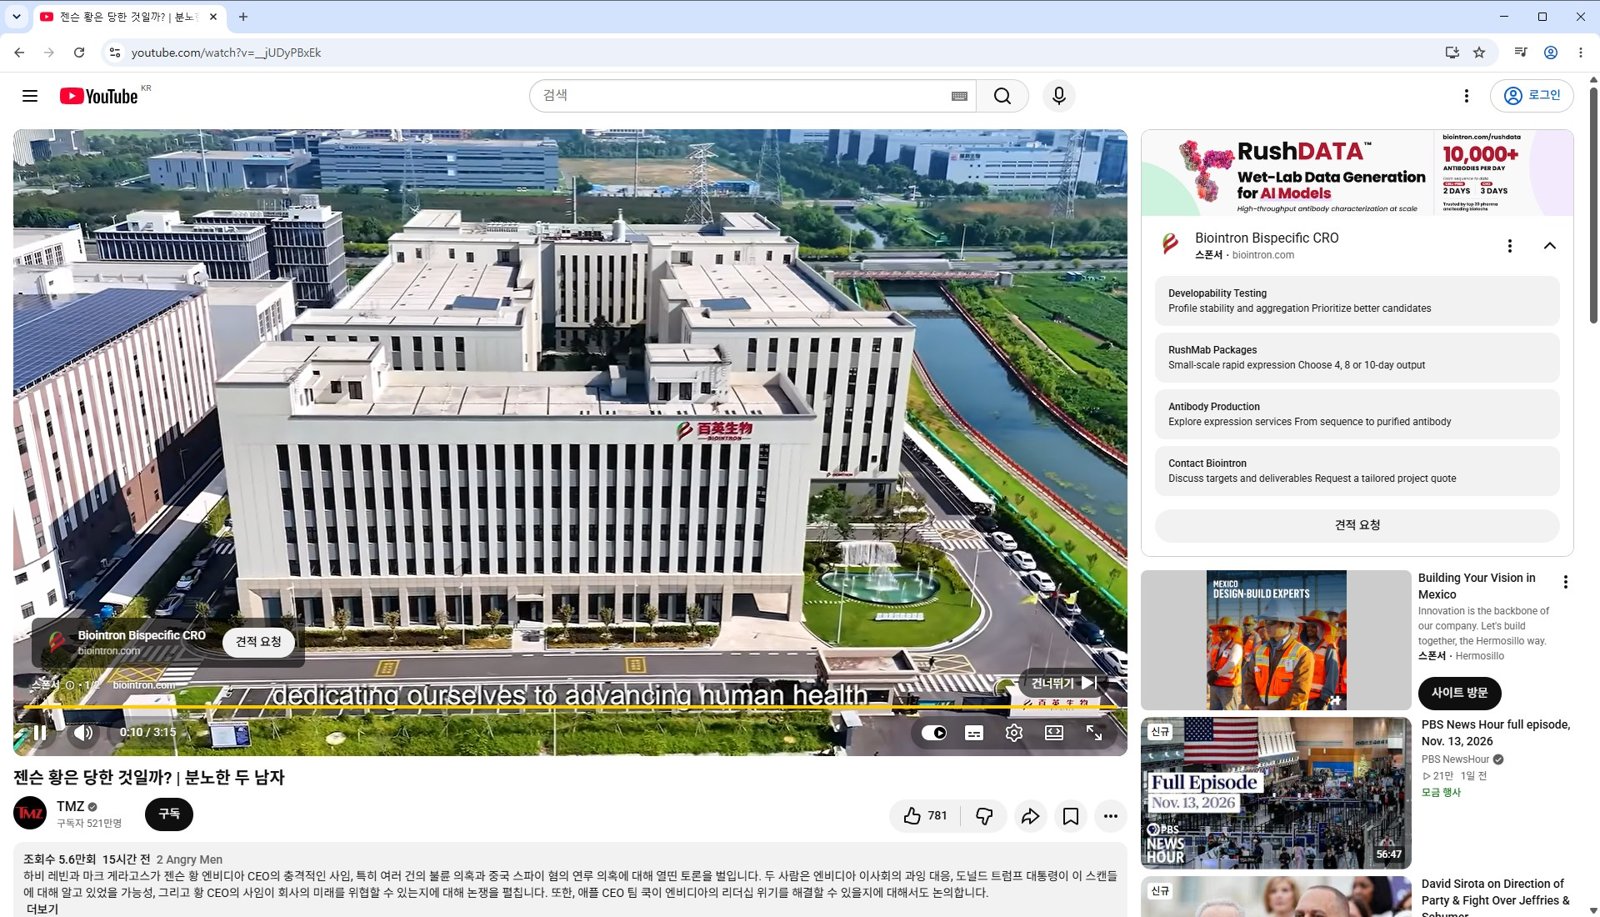 젠슨 황은 당한 것일까? | 분노한
youtube.com/watch?v=__jUDyPBxEk
YouTube KR
검색
로그인
百英生物
BIOINTRON
Biointron Bispecific CRO
biointron.com
견적 요청
스폰서 · 1/2 biointron.com
dedicating ourselves to advancing human health
건너뛰기
0:10 / 3:15
젠슨 황은 당한 것일까? | 분노한 두 남자
TMZ
구독자 521만명
구독
781
조회수 5.6만회 15시간 전 2 Angry Men
하비 레빈과 마크 게라고스가 젠슨 황 엔비디아 CEO의 충격적인 사임, 특히 여러 건의 불륜 의혹과 중국 스파이 혐의 연루 의혹에 대해 열띤 토론을 벌입니다. 두 사람은 엔비디아 이사회의 과잉 대응, 도널드 트럼프 대통령이 이 스캔들
에 대해 알고 있었을 가능성, 그리고 황 CEO의 사임이 회사의 미래를 위협할 수 있는지에 대해 논쟁을 펼칩니다. 또한, 애플 CEO 팀 쿡이 엔비디아의 리더십 위기를 해결할 수 있을지에 대해서도 논의합니다.
더보기
RushDATA™
Wet-Lab Data Generation
for AI Models
High-throughput antibody characterization at scale
biointron.com/rushdata
10,000+
ANTIBODIES PER DAY
2 DAYS 3 DAYS
Trusted by top 20 pharma
and leading biotechs
Biointron Bispecific CRO
스폰서 · biointron.com
Developability Testing
Profile stability and aggregation Prioritize better candidates
RushMab Packages
Small-scale rapid expression Choose 4, 8 or 10-day output
Antibody Production
Explore expression services From sequence to purified antibody
Contact Biointron
Discuss targets and deliverables Request a tailored project quote
견적 요청
MEXICO
DESIGN-BUILD EXPERTS
Building Your Vision in
Mexico
Innovation is the backbone of
our company. Let's build
together, the Hermosillo way.
스폰서 · Hermosillo
사이트 방문
신규
Full Episode
Nov. 13, 2026
PBS
NEWS
HOUR
56:47
PBS News Hour full episode,
Nov. 13, 2026
PBS NewsHour
21만 1일 전
모금 행사
신규
David Sirota on Direction of
Party & Fight Over Jeffries &
Schumer